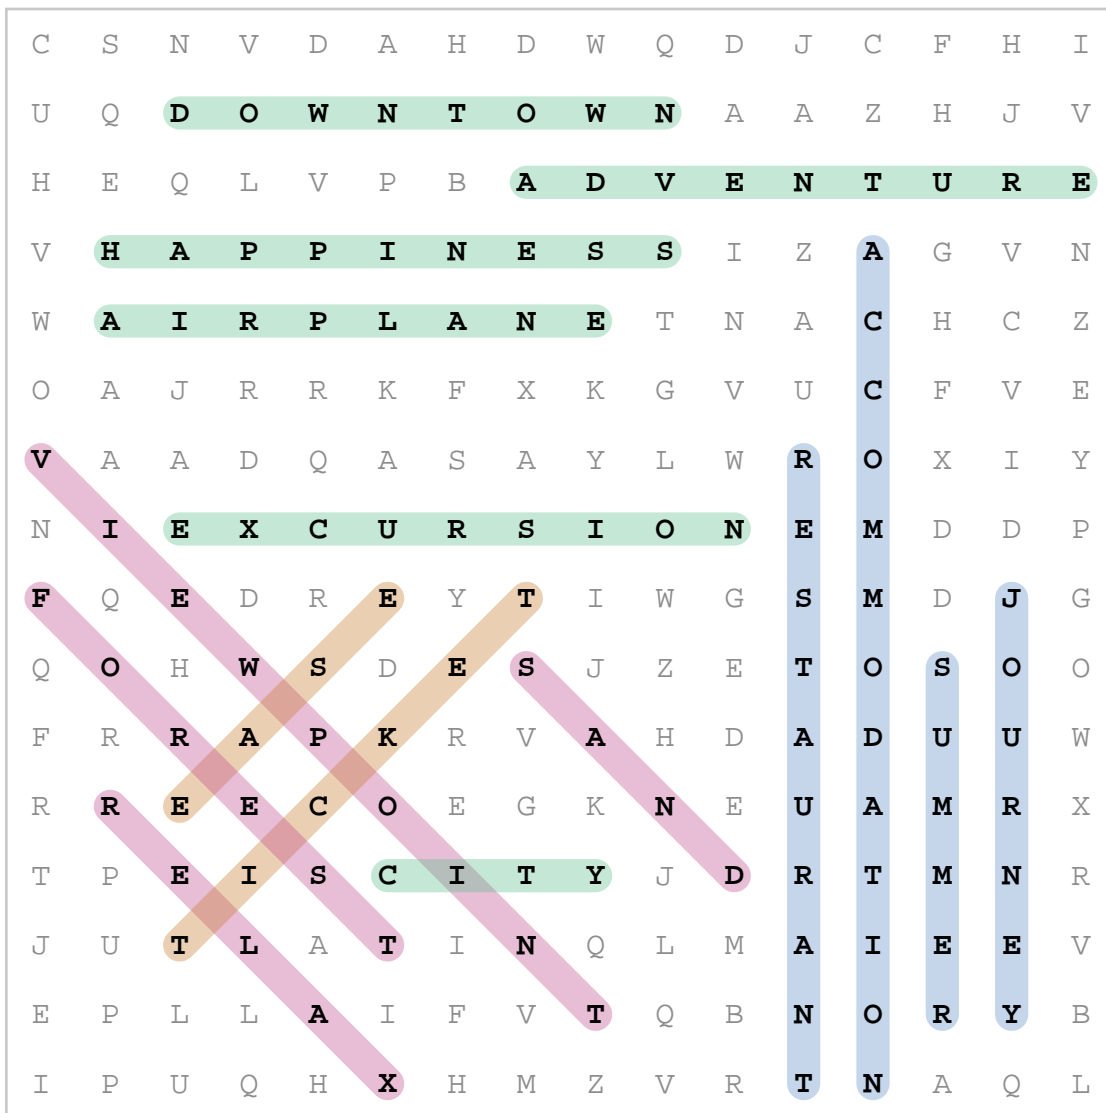 C S N V D A H D W Q D J C F H I
U Q D O W N T O W N A A Z H J V
H E Q L V P B A D V E N T U R E
V H A P P I N E S S I Z A G V N
W A I R P L A N E T N A C H C Z
O A J R R K F X K G V U C F V E
V A A D Q A S A Y L W R O X I Y
N I E X C U R S I O N E M D D P
F Q E D R E Y T I W G S M D J G
Q O H W S D E S J Z E T O S O O
F R R A P K R V A H D A D U U W
R R E E C O E G K N E U A M R X
T P E I S C I T Y J D R T M N R
J U T L A T I N Q L M A I E E V
E P L L A I F V T Q B N O R Y B
I P U Q H X H M Z V R T N A Q L